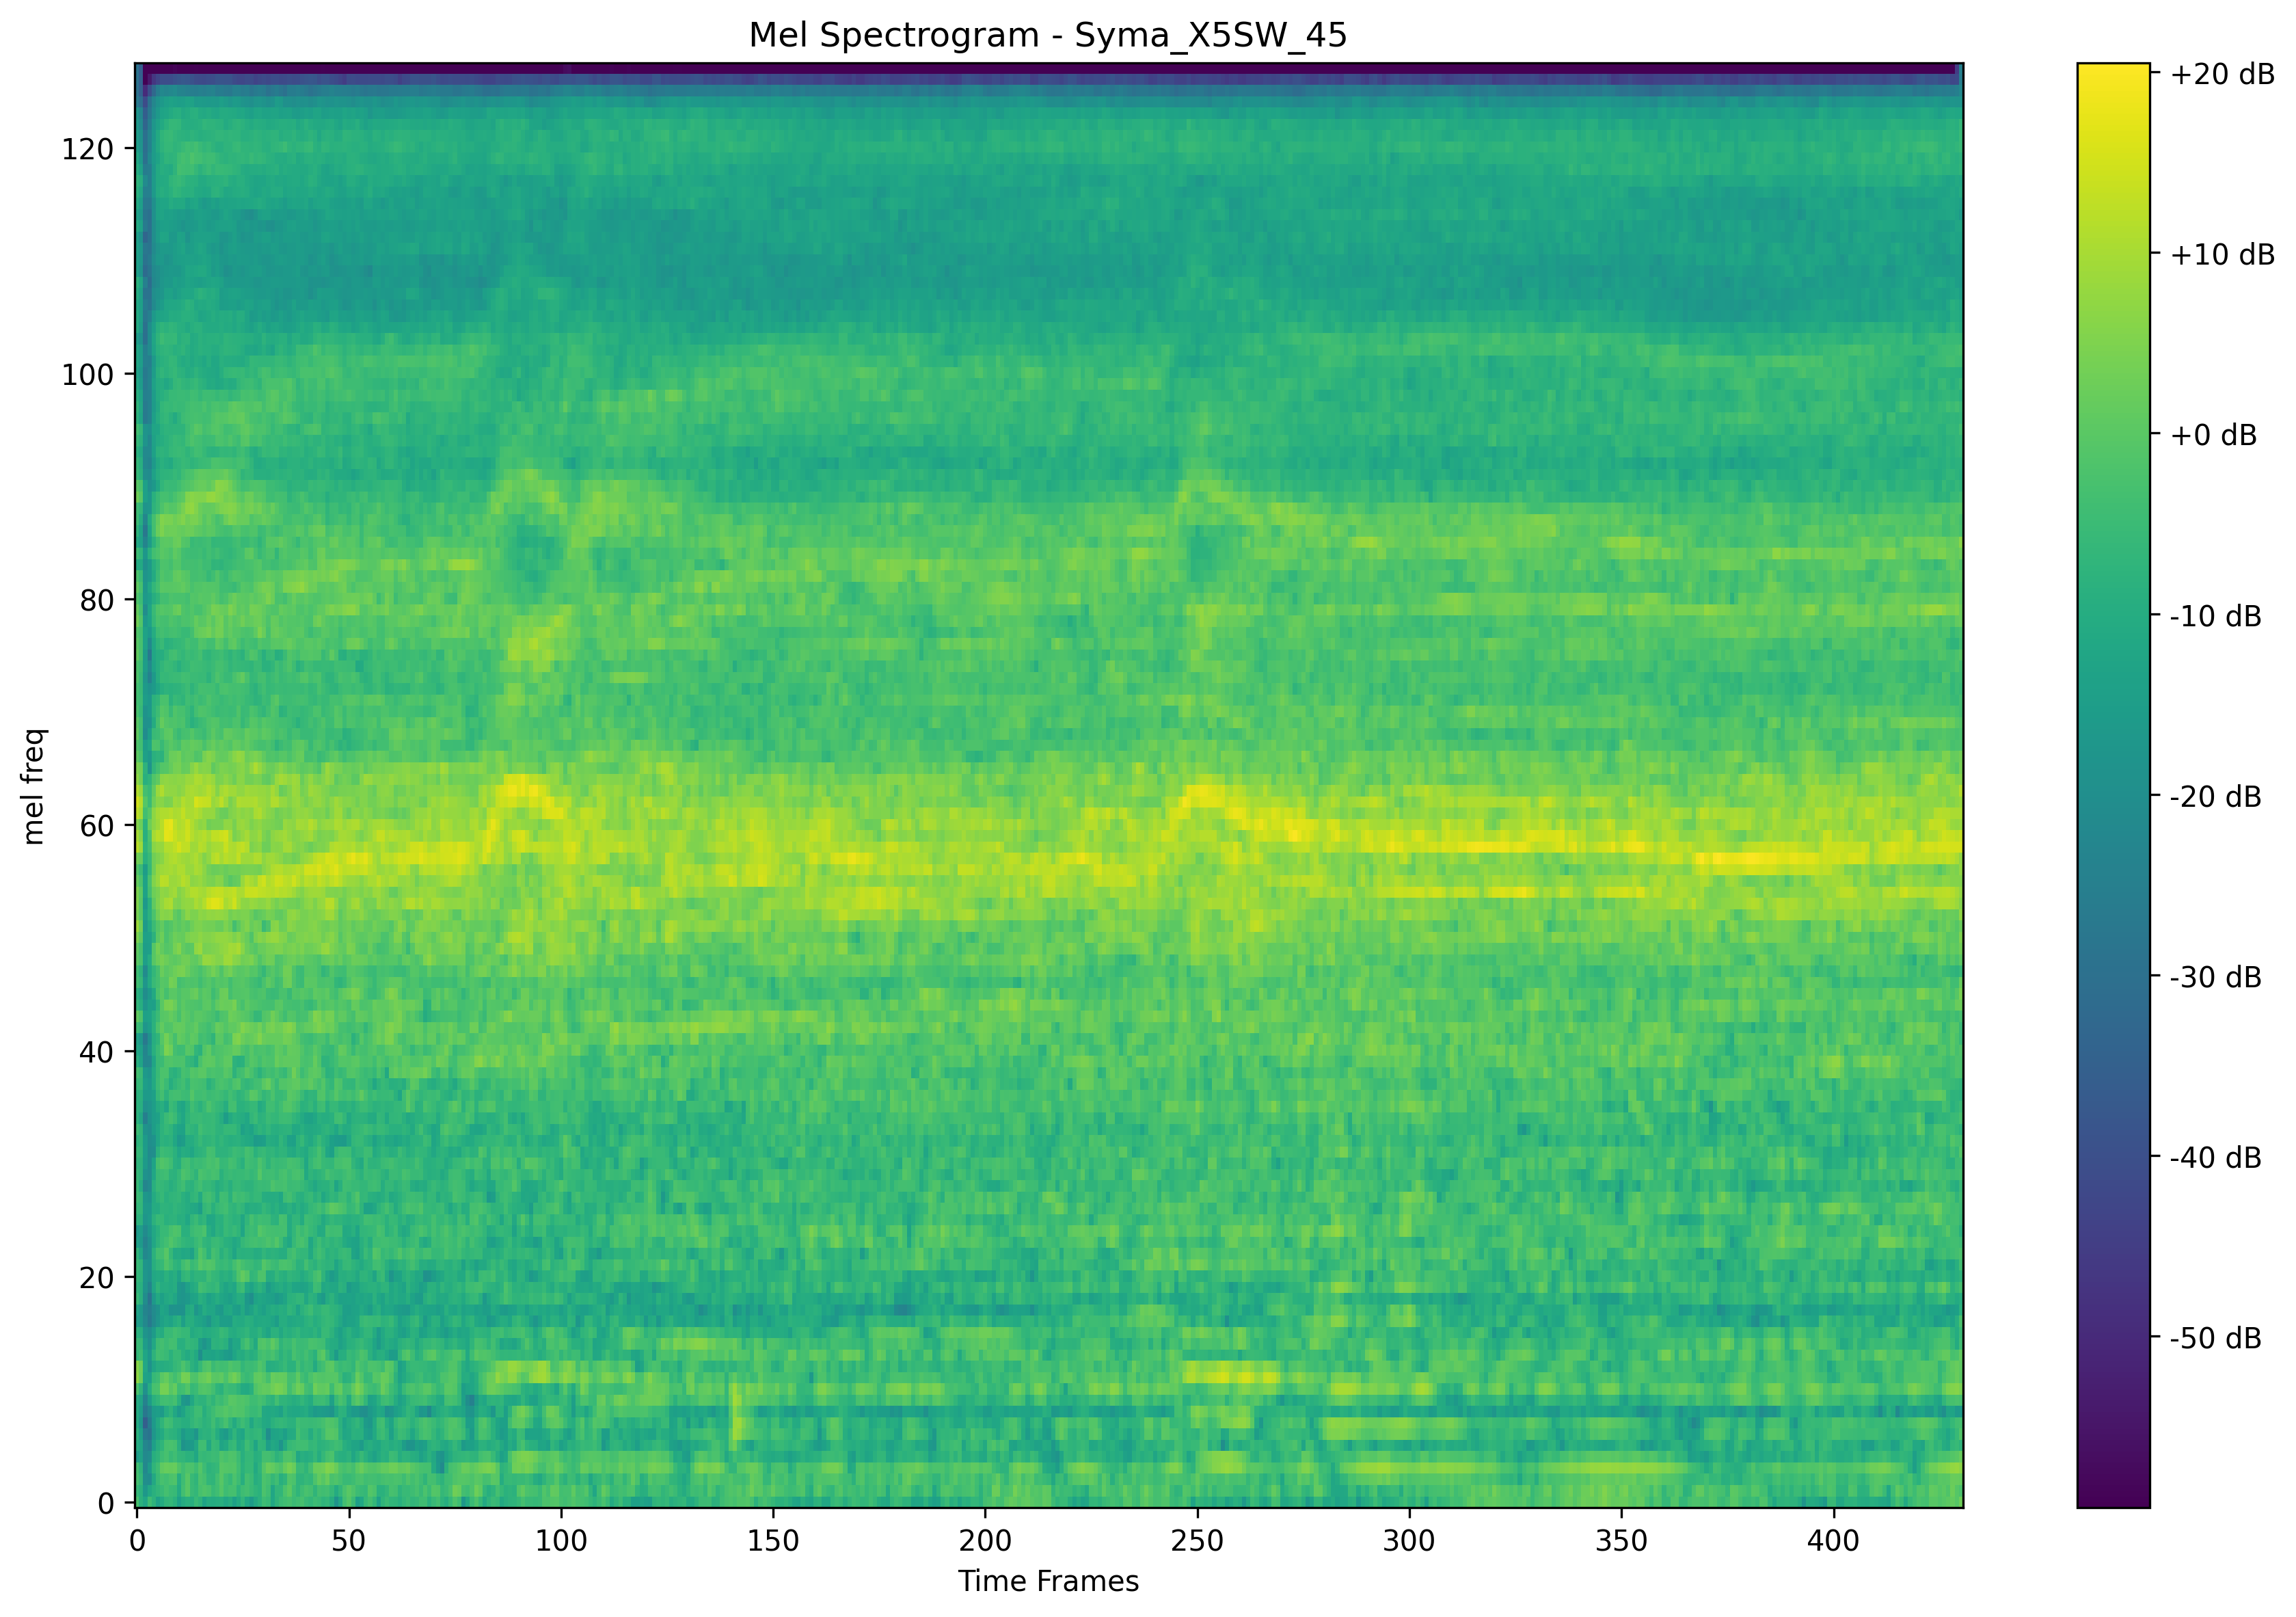 Mel Spectrogram - Syma_X5SW_45
mel freq
120
100
80
60
40
20
0
0 50 100 150 200 250 300 350 400
Time Frames
+20 dB
+10 dB
+0 dB
-10 dB
-20 dB
-30 dB
-40 dB
-50 dB